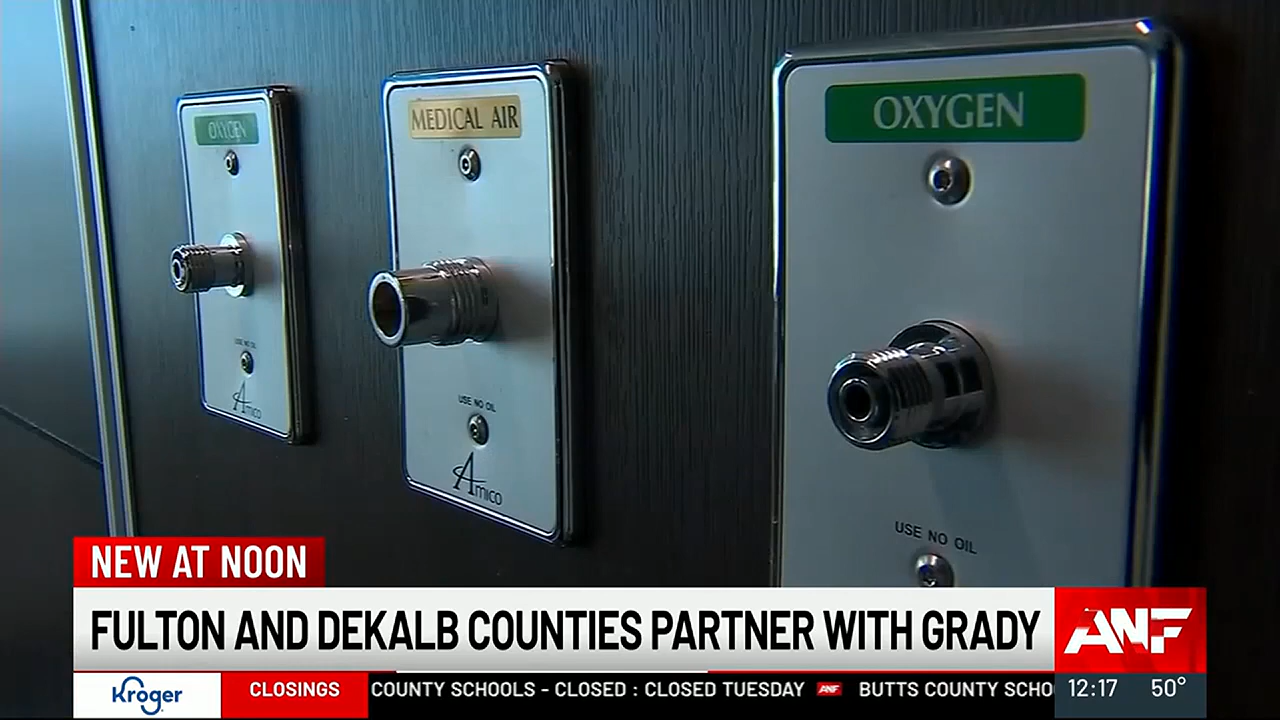 OXYGEN
USE NO OIL
Amico
MEDICAL AIR
USE NO OIL
Amico
OXYGEN
USE NO OIL
NEW AT NOON
FULTON AND DEKALB COUNTIES PARTNER WITH GRADY
ANF
Kroger
CLOSINGS
COUNTY SCHOOLS - CLOSED : CLOSED TUESDAY ANF BUTTS COUNTY SCHO
12:17 50°